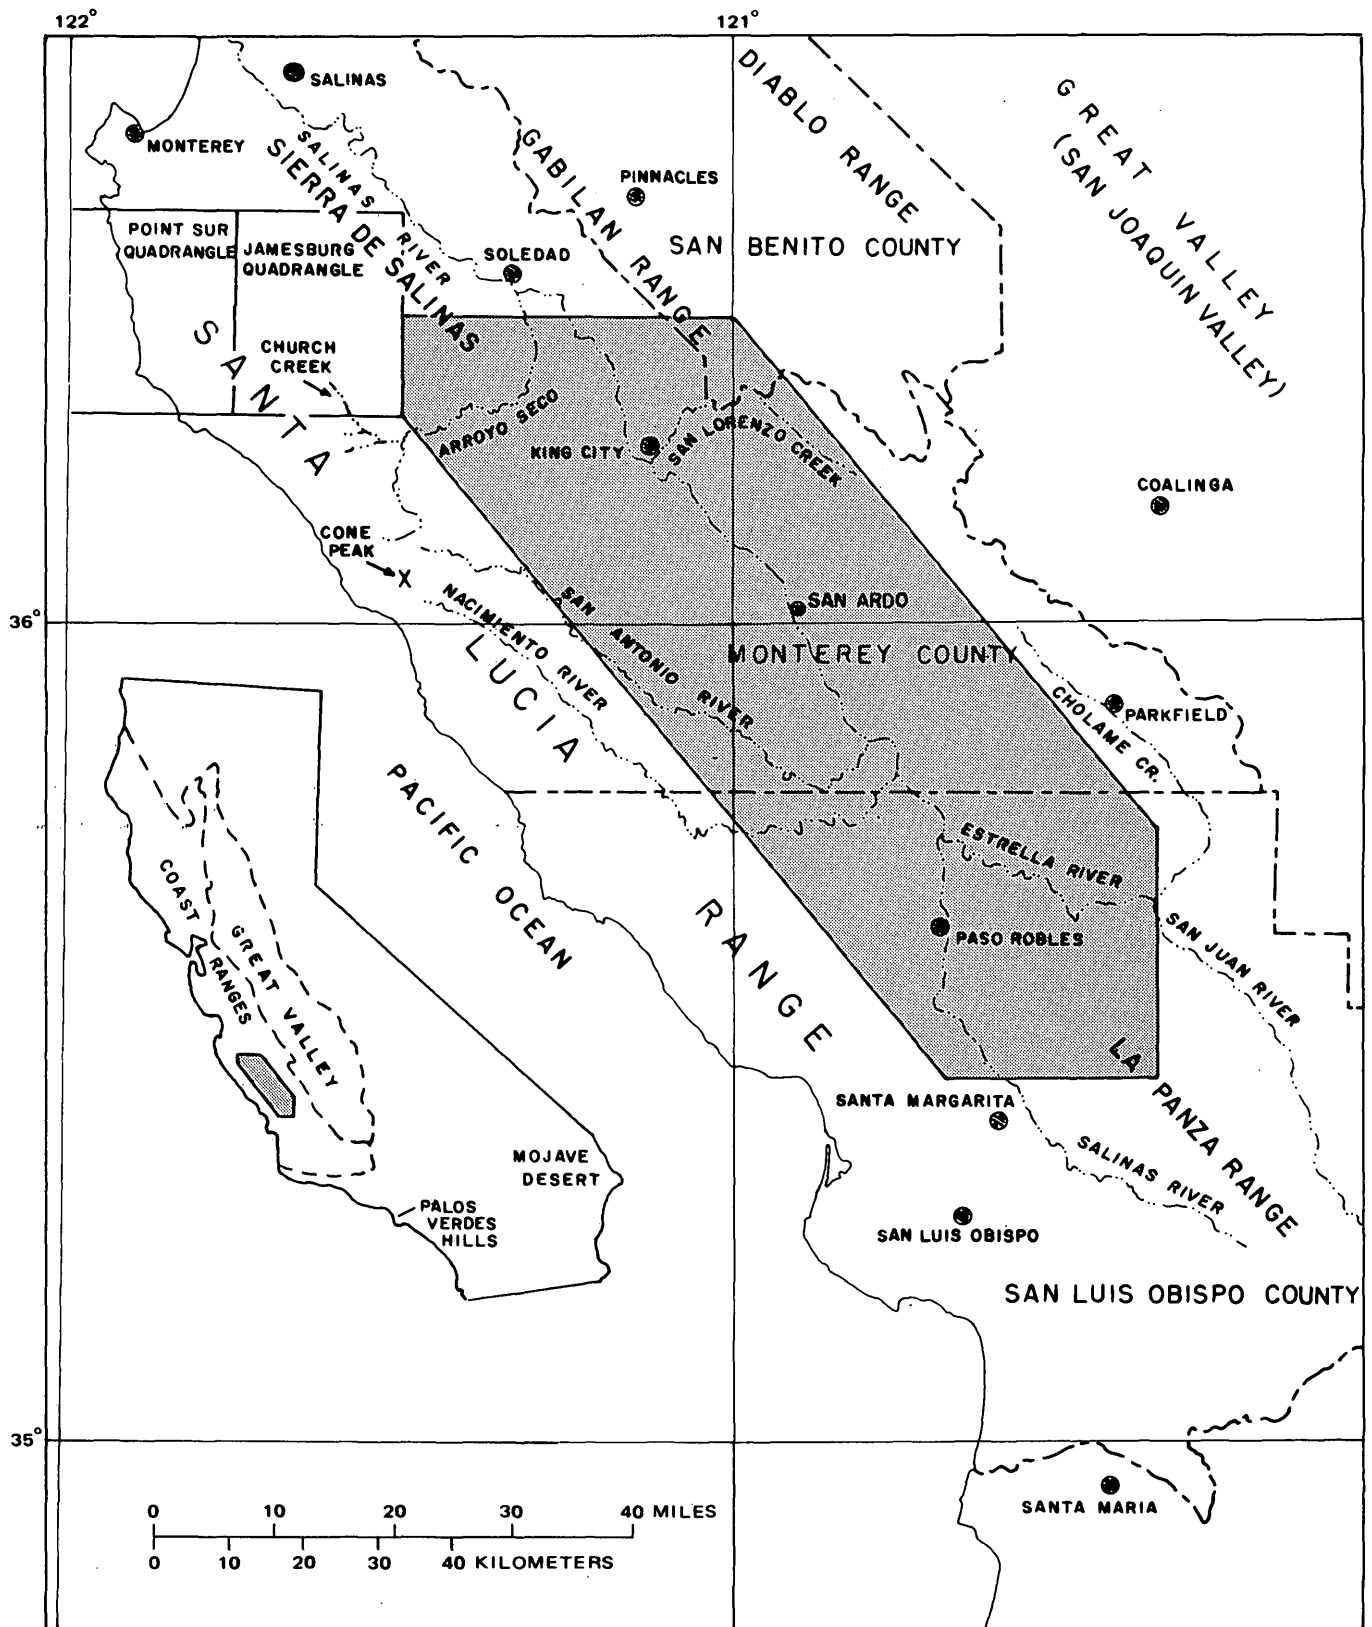 122°
121°
SALINAS
MONTEREY
SALINAS RIVER
SIERRA DE SALINAS
GABILAN RANGE
PINNACLES
DIABLO RANGE
GREAT VALLEY
(SAN JOAQUIN VALLEY)
POINT SUR
QUADRANGLE
JAMESBURG
QUADRANGLE
SOLEDAD
SAN BENITO COUNTY
SANTA LUCIA RANGE
CHURCH
CREEK
ARROYO SECO
KING CITY
SAN LORENZO CREEK
COALINGA
CONE
PEAK
X
NACIMIENTO RIVER
SAN ANTONIO RIVER
SAN ARDO
36°
MONTEREY COUNTY
CHOLAME CR.
PARKFIELD
PACIFIC OCEAN
ESTRELLA RIVER
PASO ROBLES
SAN JUAN RIVER
LA PANZA RANGE
COAST
RANGES
GREAT VALLEY
MOJAVE
DESERT
PALOS
VERDES
HILLS
SANTA MARGARITA
SALINAS RIVER
SAN LUIS OBISPO
SAN LUIS OBISPO COUNTY
35°
SANTA MARIA
0 10 20 30 40 MILES
0 10 20 30 40 KILOMETERS